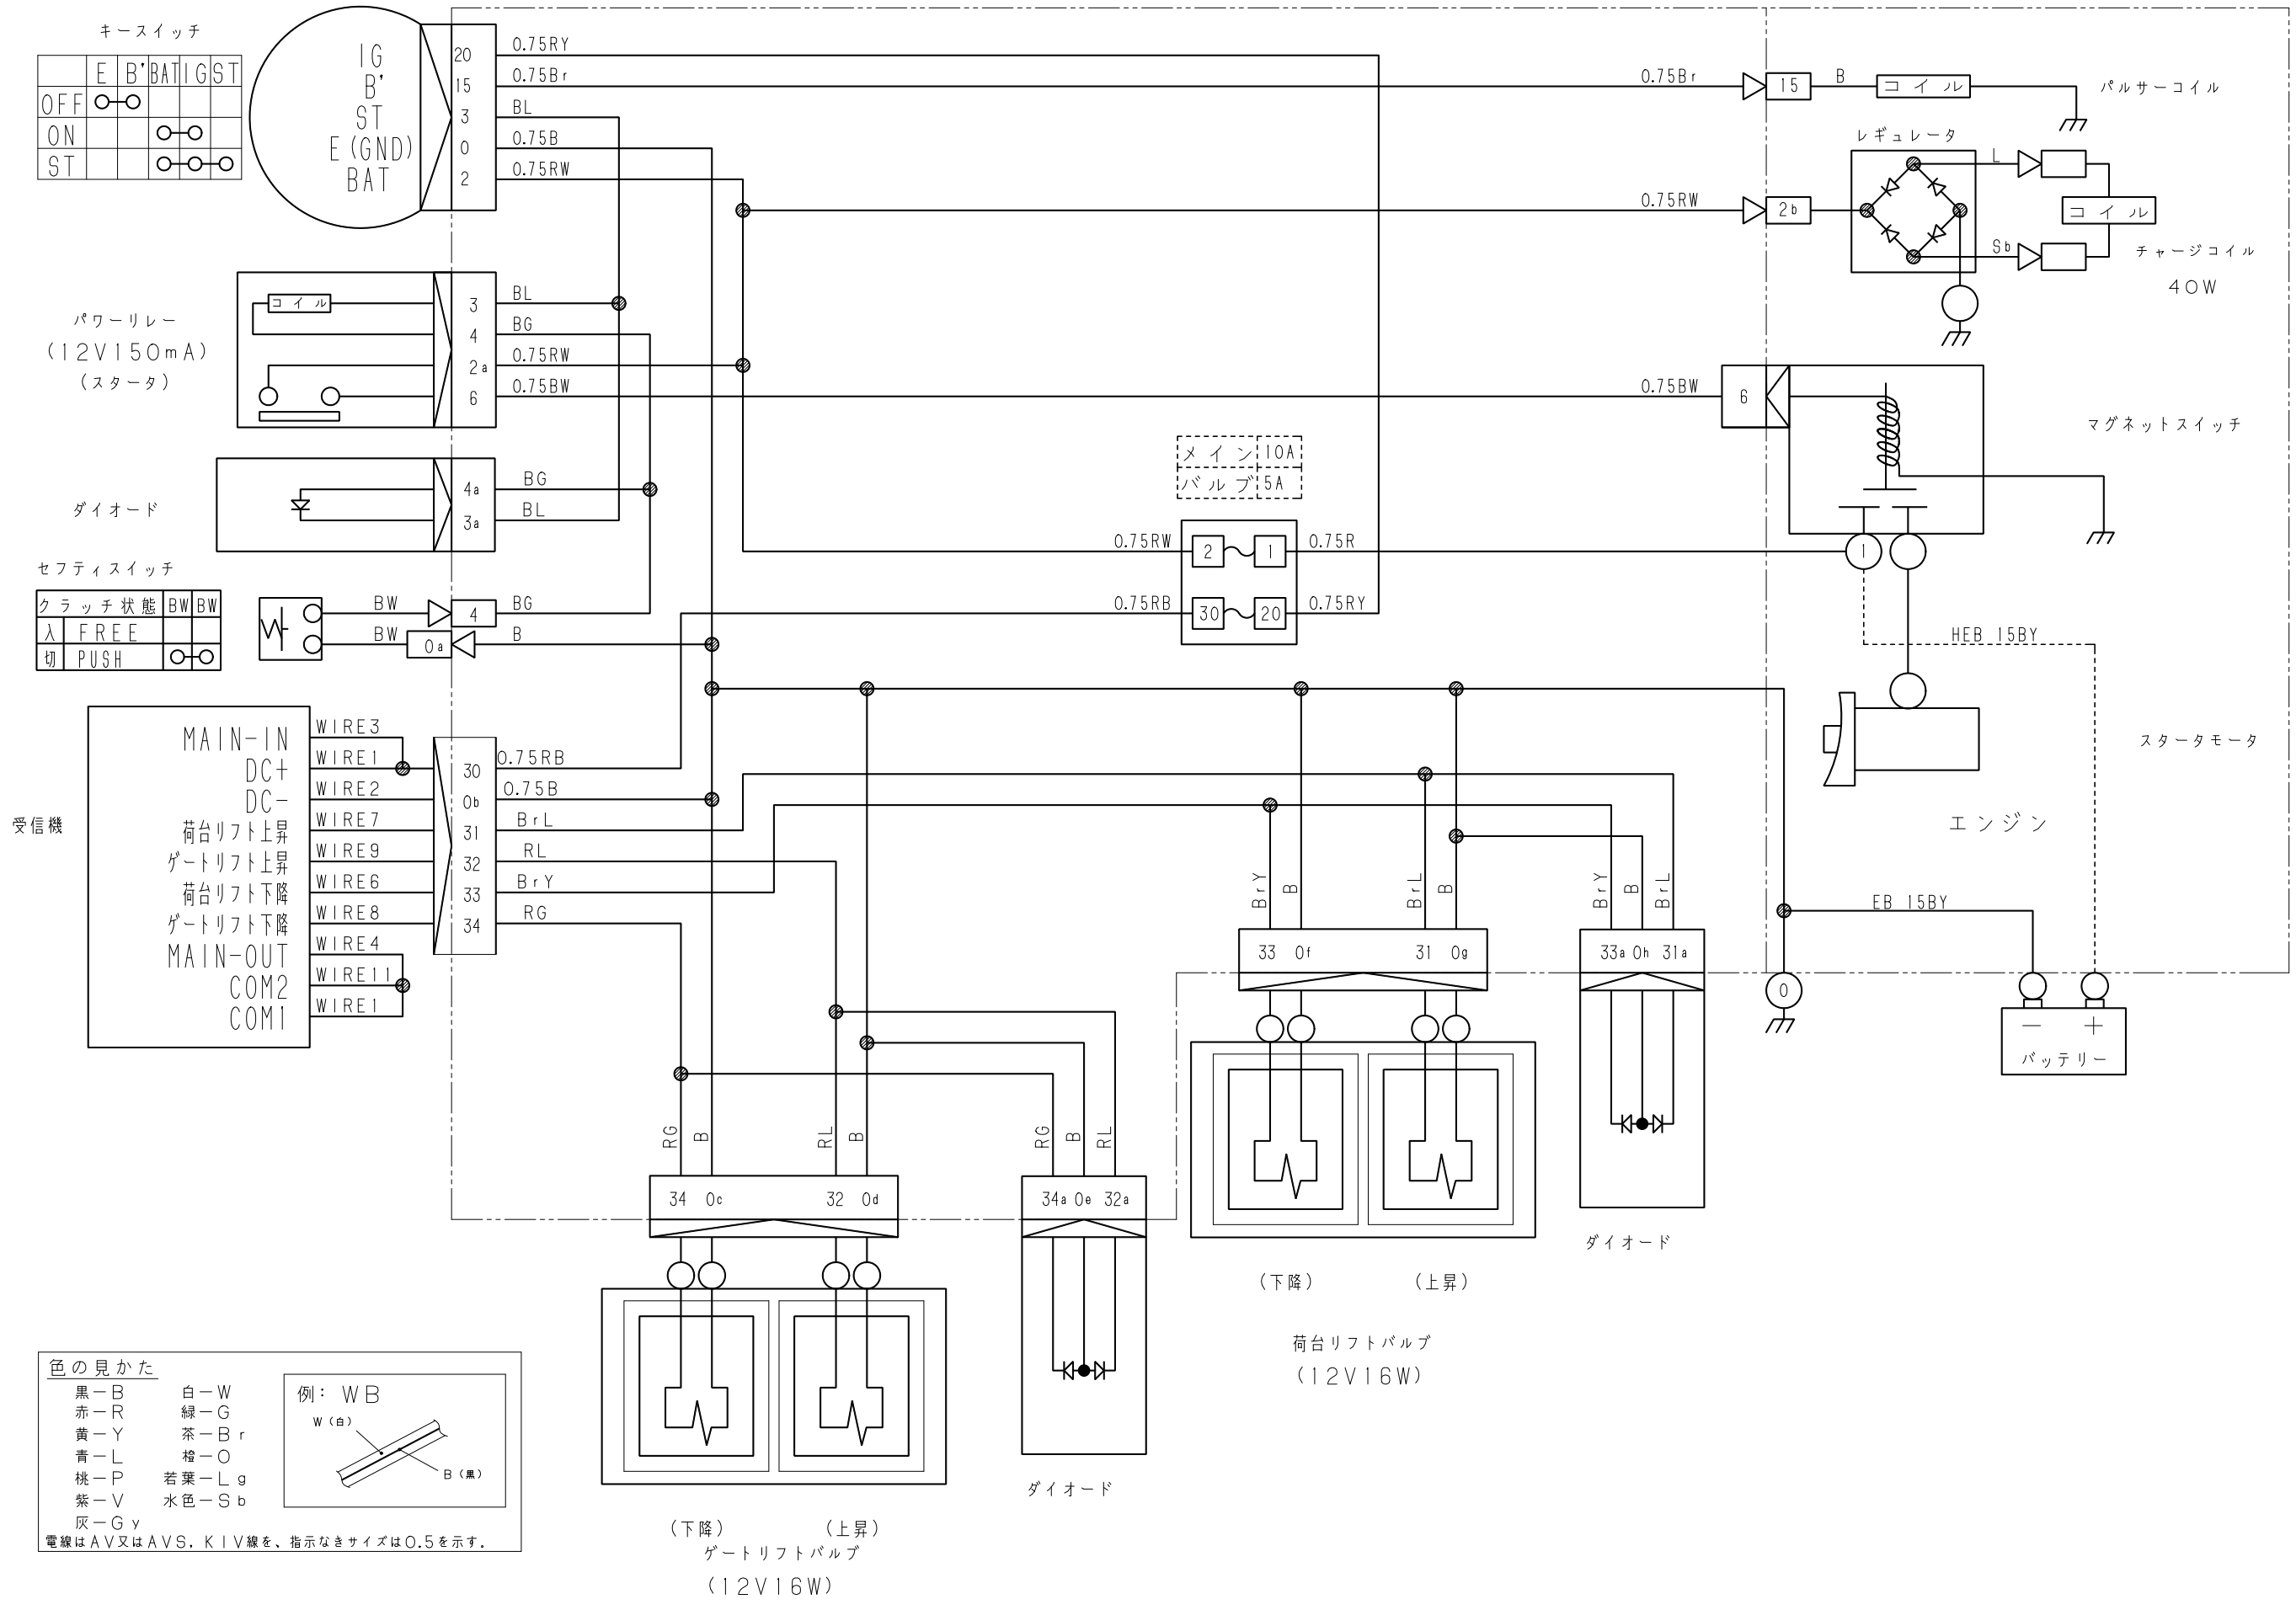 キースイッチ
E B' BAT IG ST
OFF
ON
ST
IG
B'
ST
E(GND)
BAT
20
15
3
0
2
0.75RY
0.75Br
BL
0.75B
0.75RW
0.75Br
15
B
コイル
パルサーコイル
レギュレータ
0.75RW
2b
L
Sb
コイル
チャージコイル
40W
パワーリレー
(12V150mA)
(スタータ)
コイル
3
4
2a
6
BL
BG
0.75RW
0.75BW
0.75BW
6
マグネットスイッチ
ダイオード
4a
3a
BG
BL
メイン 10A
バルブ 5A
0.75RW
2
1
0.75R
0.75RB
30
20
0.75RY
1
HEB 15BY
セフティスイッチ
クラッチ状態 BW BW
入 FREE
切 PUSH
BW
4
BG
BW
0a
B
スタータモータ
エンジン
受信機
MAIN-IN
DC+
DC-
荷台リフト上昇
ゲートリフト上昇
荷台リフト下降
ゲートリフト下降
MAIN-OUT
COM2
COM1
WIRE3
WIRE1
WIRE2
WIRE7
WIRE9
WIRE6
WIRE8
WIRE4
WIRE11
WIRE1
30
0b
31
32
33
34
0.75RB
0.75B
BrL
RL
BrY
RG
BrY
B
BrL
B
BrY
B
BrL
33 0f 31 0g
33a 0h 31a
EB 15BY
0
− +
バッテリー
RG
B
RL
B
RG
B
RL
34 0c 32 0d
34a 0e 32a
ダイオード
(下降) (上昇)
荷台リフトバルブ
(12V16W)
ダイオード
(下降) (上昇)
ゲートリフトバルブ
(12V16W)
色の見かた
黒−B 白−W
赤−R 緑−G
黄−Y 茶−Br
青−L 橙−O
桃−P 若葉−Lg
紫−V 水色−Sb
灰−Gy
例: WB
W(白)
B(黒)
電線はAV又はAVS, KIV線を、指示なきサイズは0.5を示す.